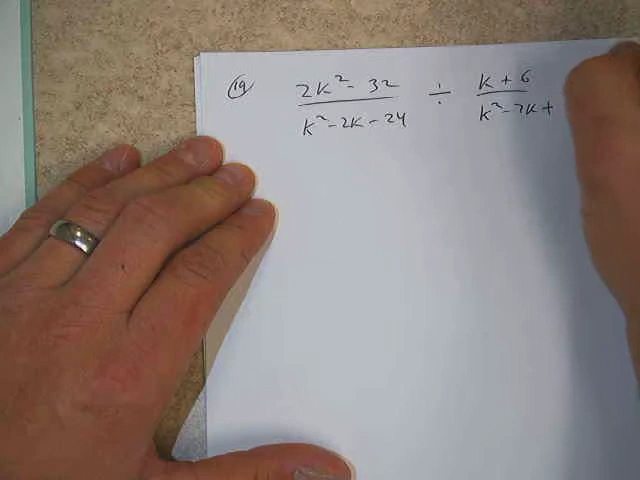 19 2k² - 32 ÷ k + 6
k² - 2k - 24 k² - 7k +